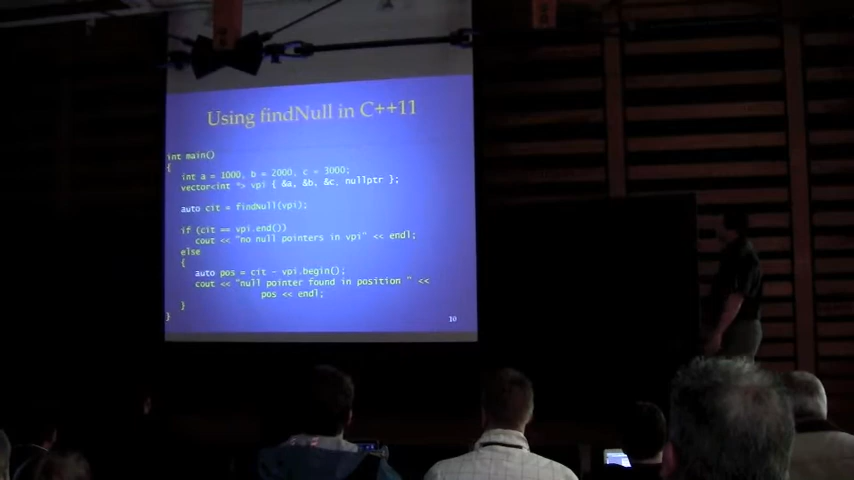 Using findNull in C++11
int main()
{
int a = 1000, b = 2000, c = 3000;
vector<int *> vpi { &a, &b, &c, nullptr };
auto cit = findNull(vpi);
if (cit == vpi.end())
cout << "no null pointers in vpi" << endl;
else
{
auto pos = cit - vpi.begin();
cout << "null pointer found in position " <<
pos << endl;
}
}
10